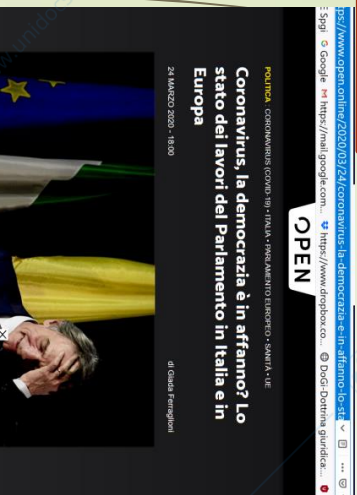 ps://www.open.online/2020/03/24/coronavirus-la-democrazia-e-in-affanno-lo-sta
Spgi G Google M https://mail.google.com... https://www.dropbox.co... DoGi-Dottrina giuridica:...
OPEN
POLITICA CORONAVIRUS (COVID-19) • ITALIA • PARLAMENTO EUROPEO • SANITÀ • UE
Coronavirus, la democrazia è in affanno? Lo
stato dei lavori del Parlamento in Italia e in
Europa
24 MARZO 2020 - 18:00
di Giada Ferraglioni